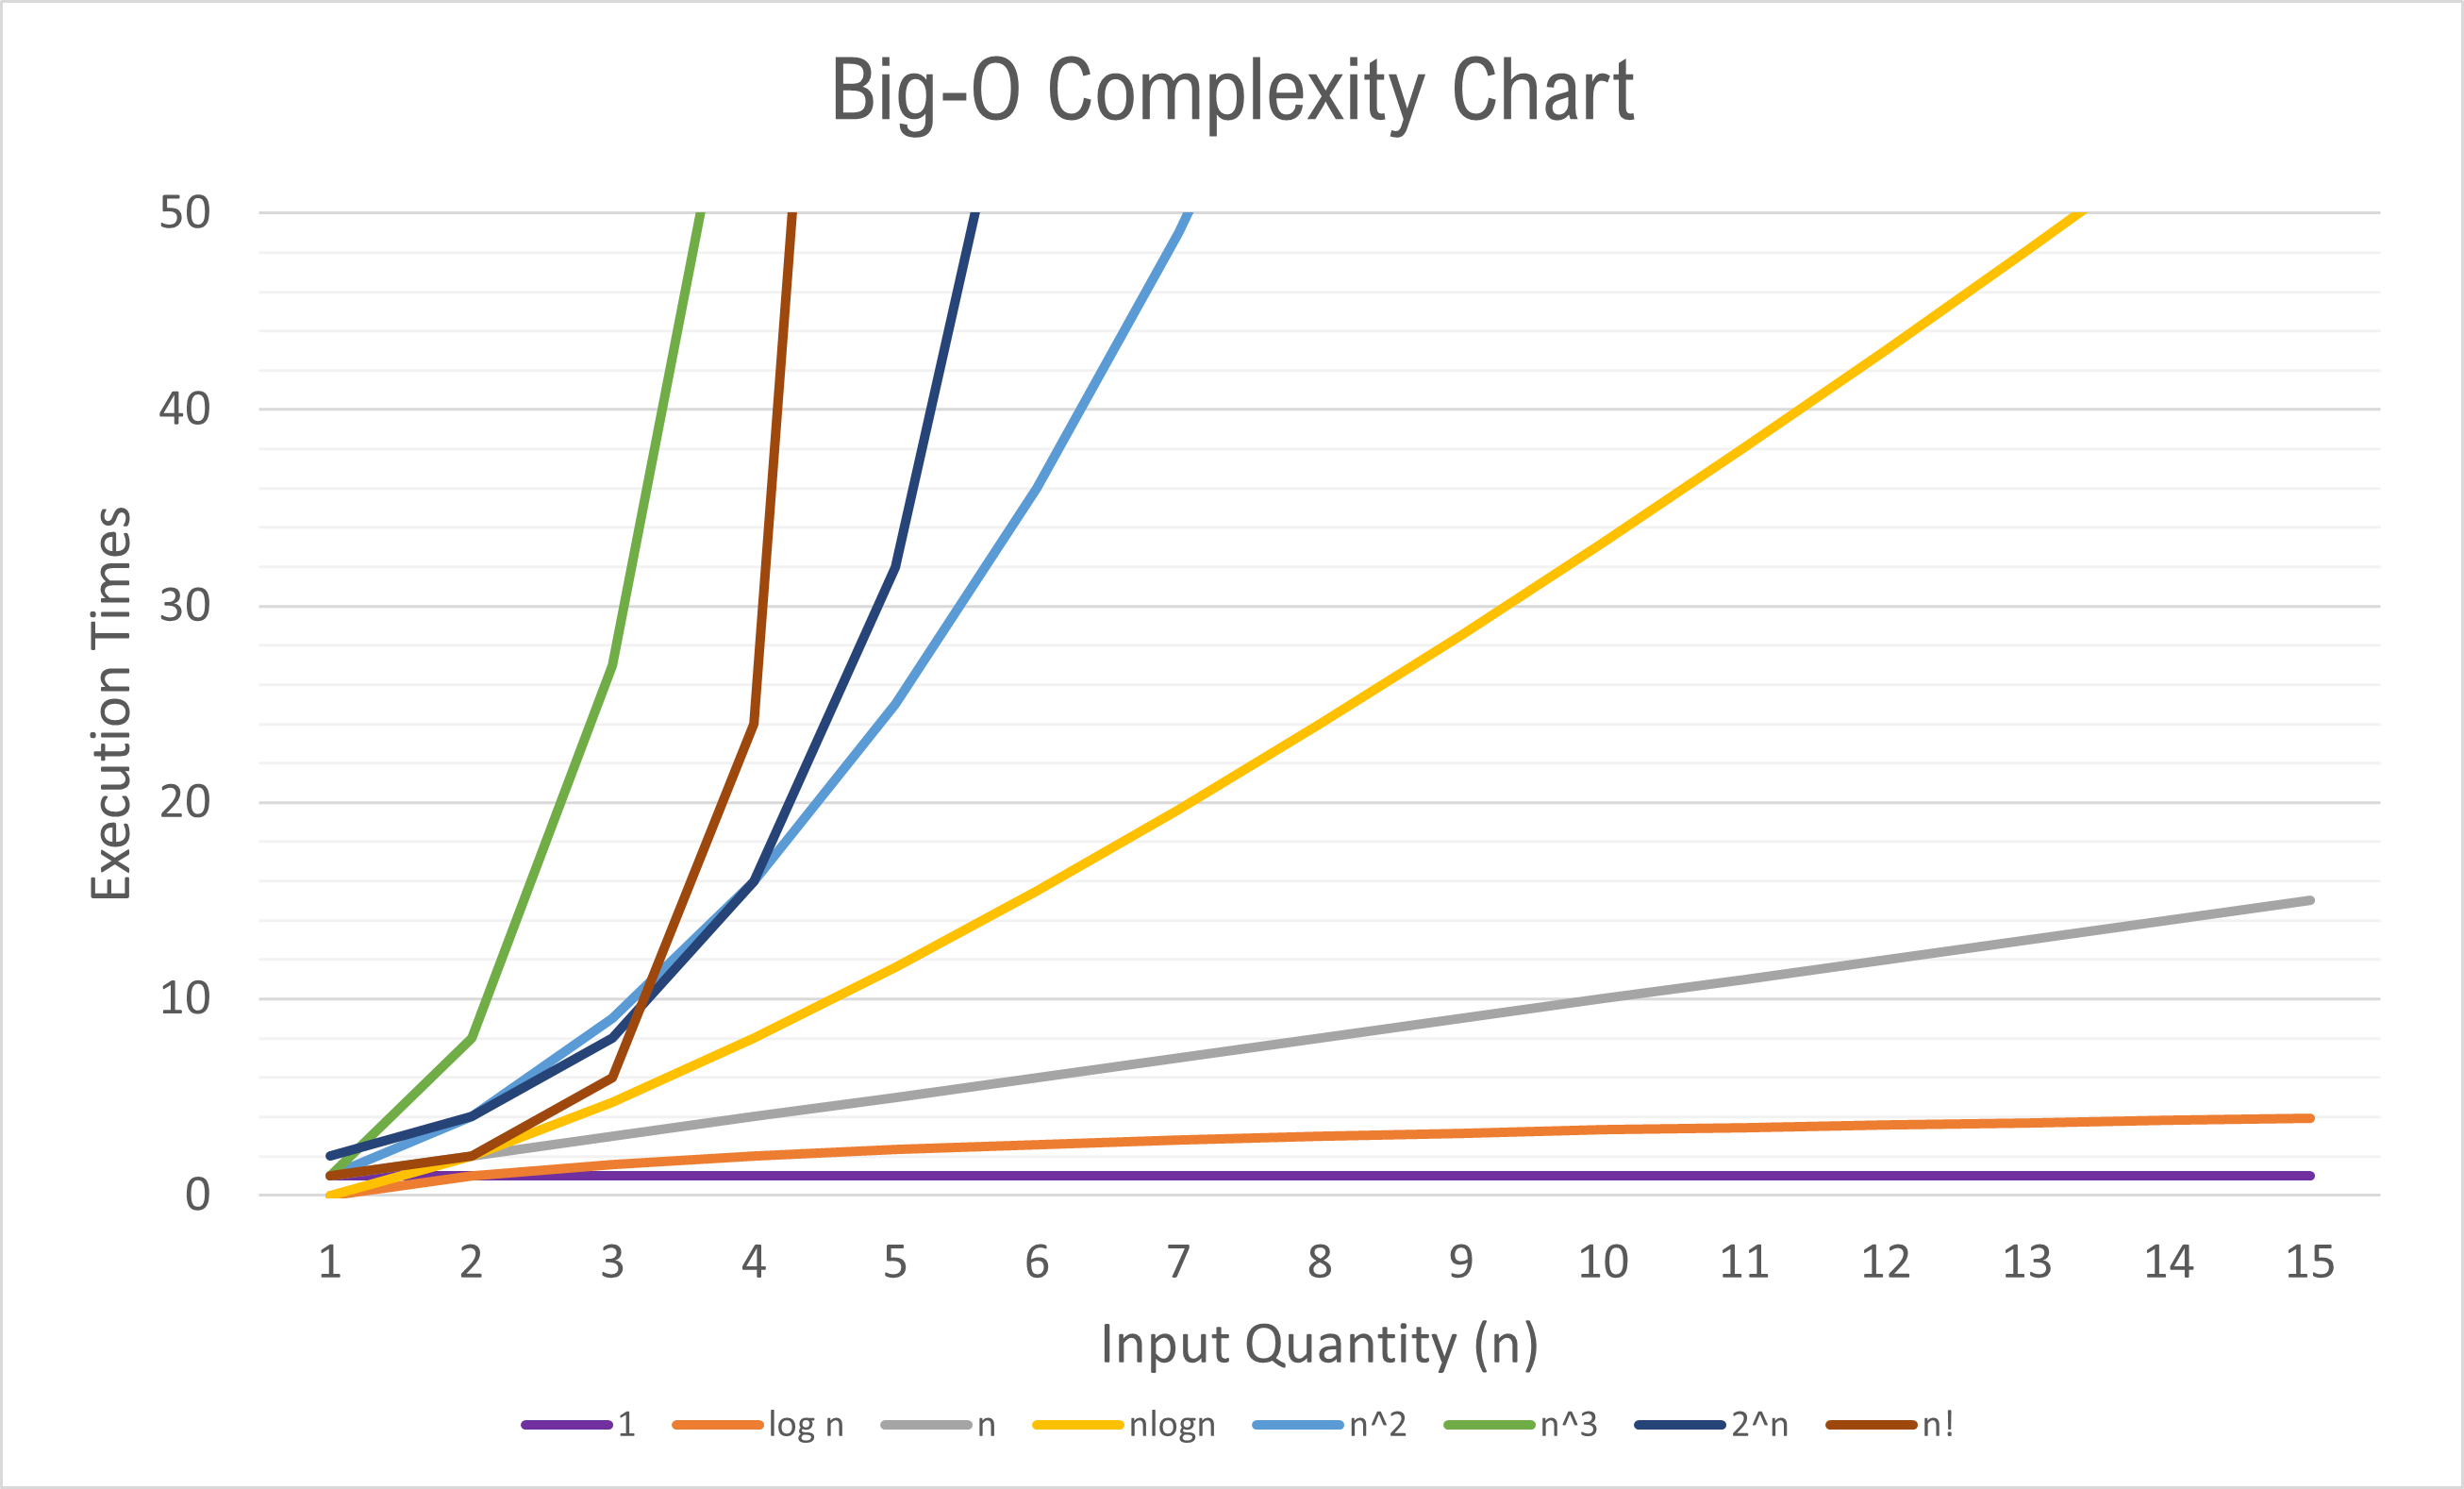 Big-O Complexity Chart
50
40
30
20
10
0
Execution Times
1 2 3 4 5 6 7 8 9 10 11 12 13 14 15
Input Quantity (n)
1 log n n nlogn n^2 n^3 2^n n!